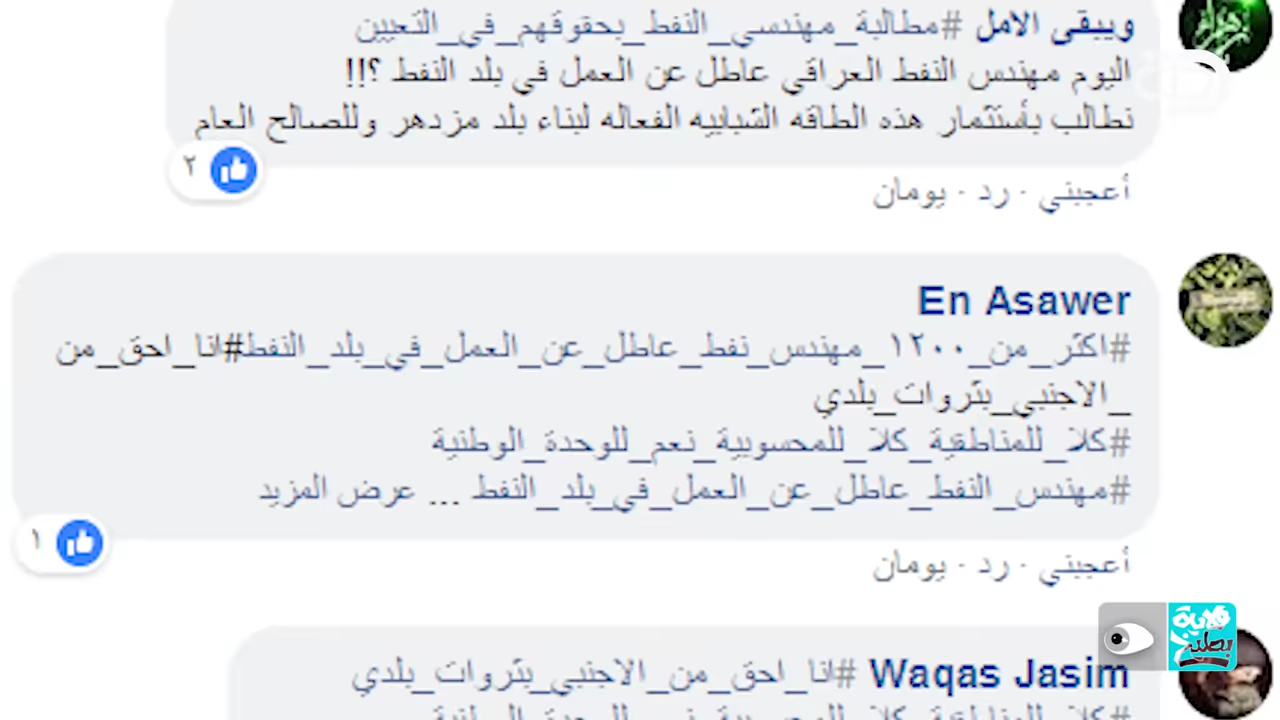 ويبقى الامل #مطالبة_مهندسي_النفط_بحقوقهم_في_التعيين
اليوم مهندس النفط العراقي عاطل عن العمل في بلد النفط ؟!!
نطالب بأستثمار هذه الطاقه الشبابيه الفعاله لبناء بلد مزدهر وللصالح العام
٢
أعجبني · رد · يومان
En Asawer
#اكثر_من_١٢٠٠_مهندس_نفط_عاطل_عن_العمل_في_بلد_النفط#انا_احق_من
_الاجنبي_بثروات_بلدي
#كلا_للمناطقية_كلا_للمحسوبية_نعم_للوحدة_الوطنية
#مهندس_النفط_عاطل_عن_العمل_في_بلد_النفط ... عرض المزيد
١
أعجبني · رد · يومان
Waqas Jasim #انا_احق_من_الاجنبي_بثروات_بلدي